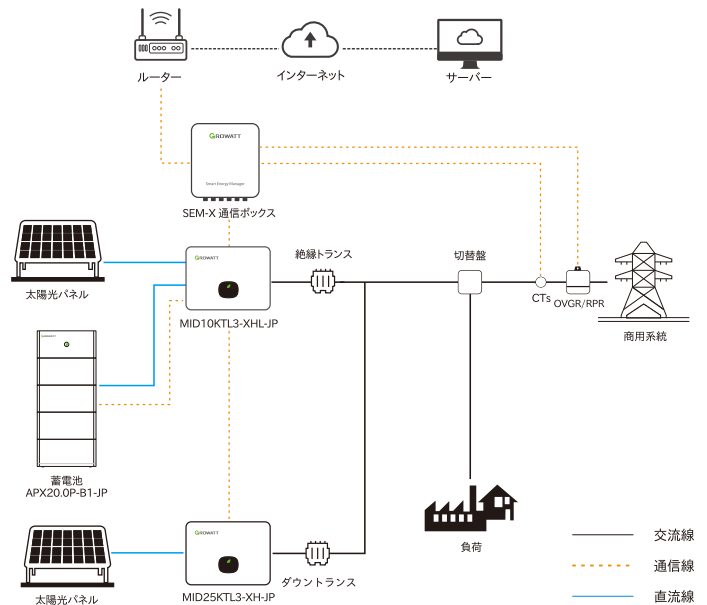 ルーター
インターネット
サーバー
GROWATT
Smart Energy Manager
SEM-X 通信ボックス
太陽光パネル
GROWATT
MID10KTL3-XHL-JP
絶縁トランス
切替盤
CTs
OVGR/RPR
商用系統
蓄電池
APX20.0P-B1-JP
負荷
太陽光パネル
GROWATT
MID25KTL3-XH-JP
ダウントランス
交流線
通信線
直流線